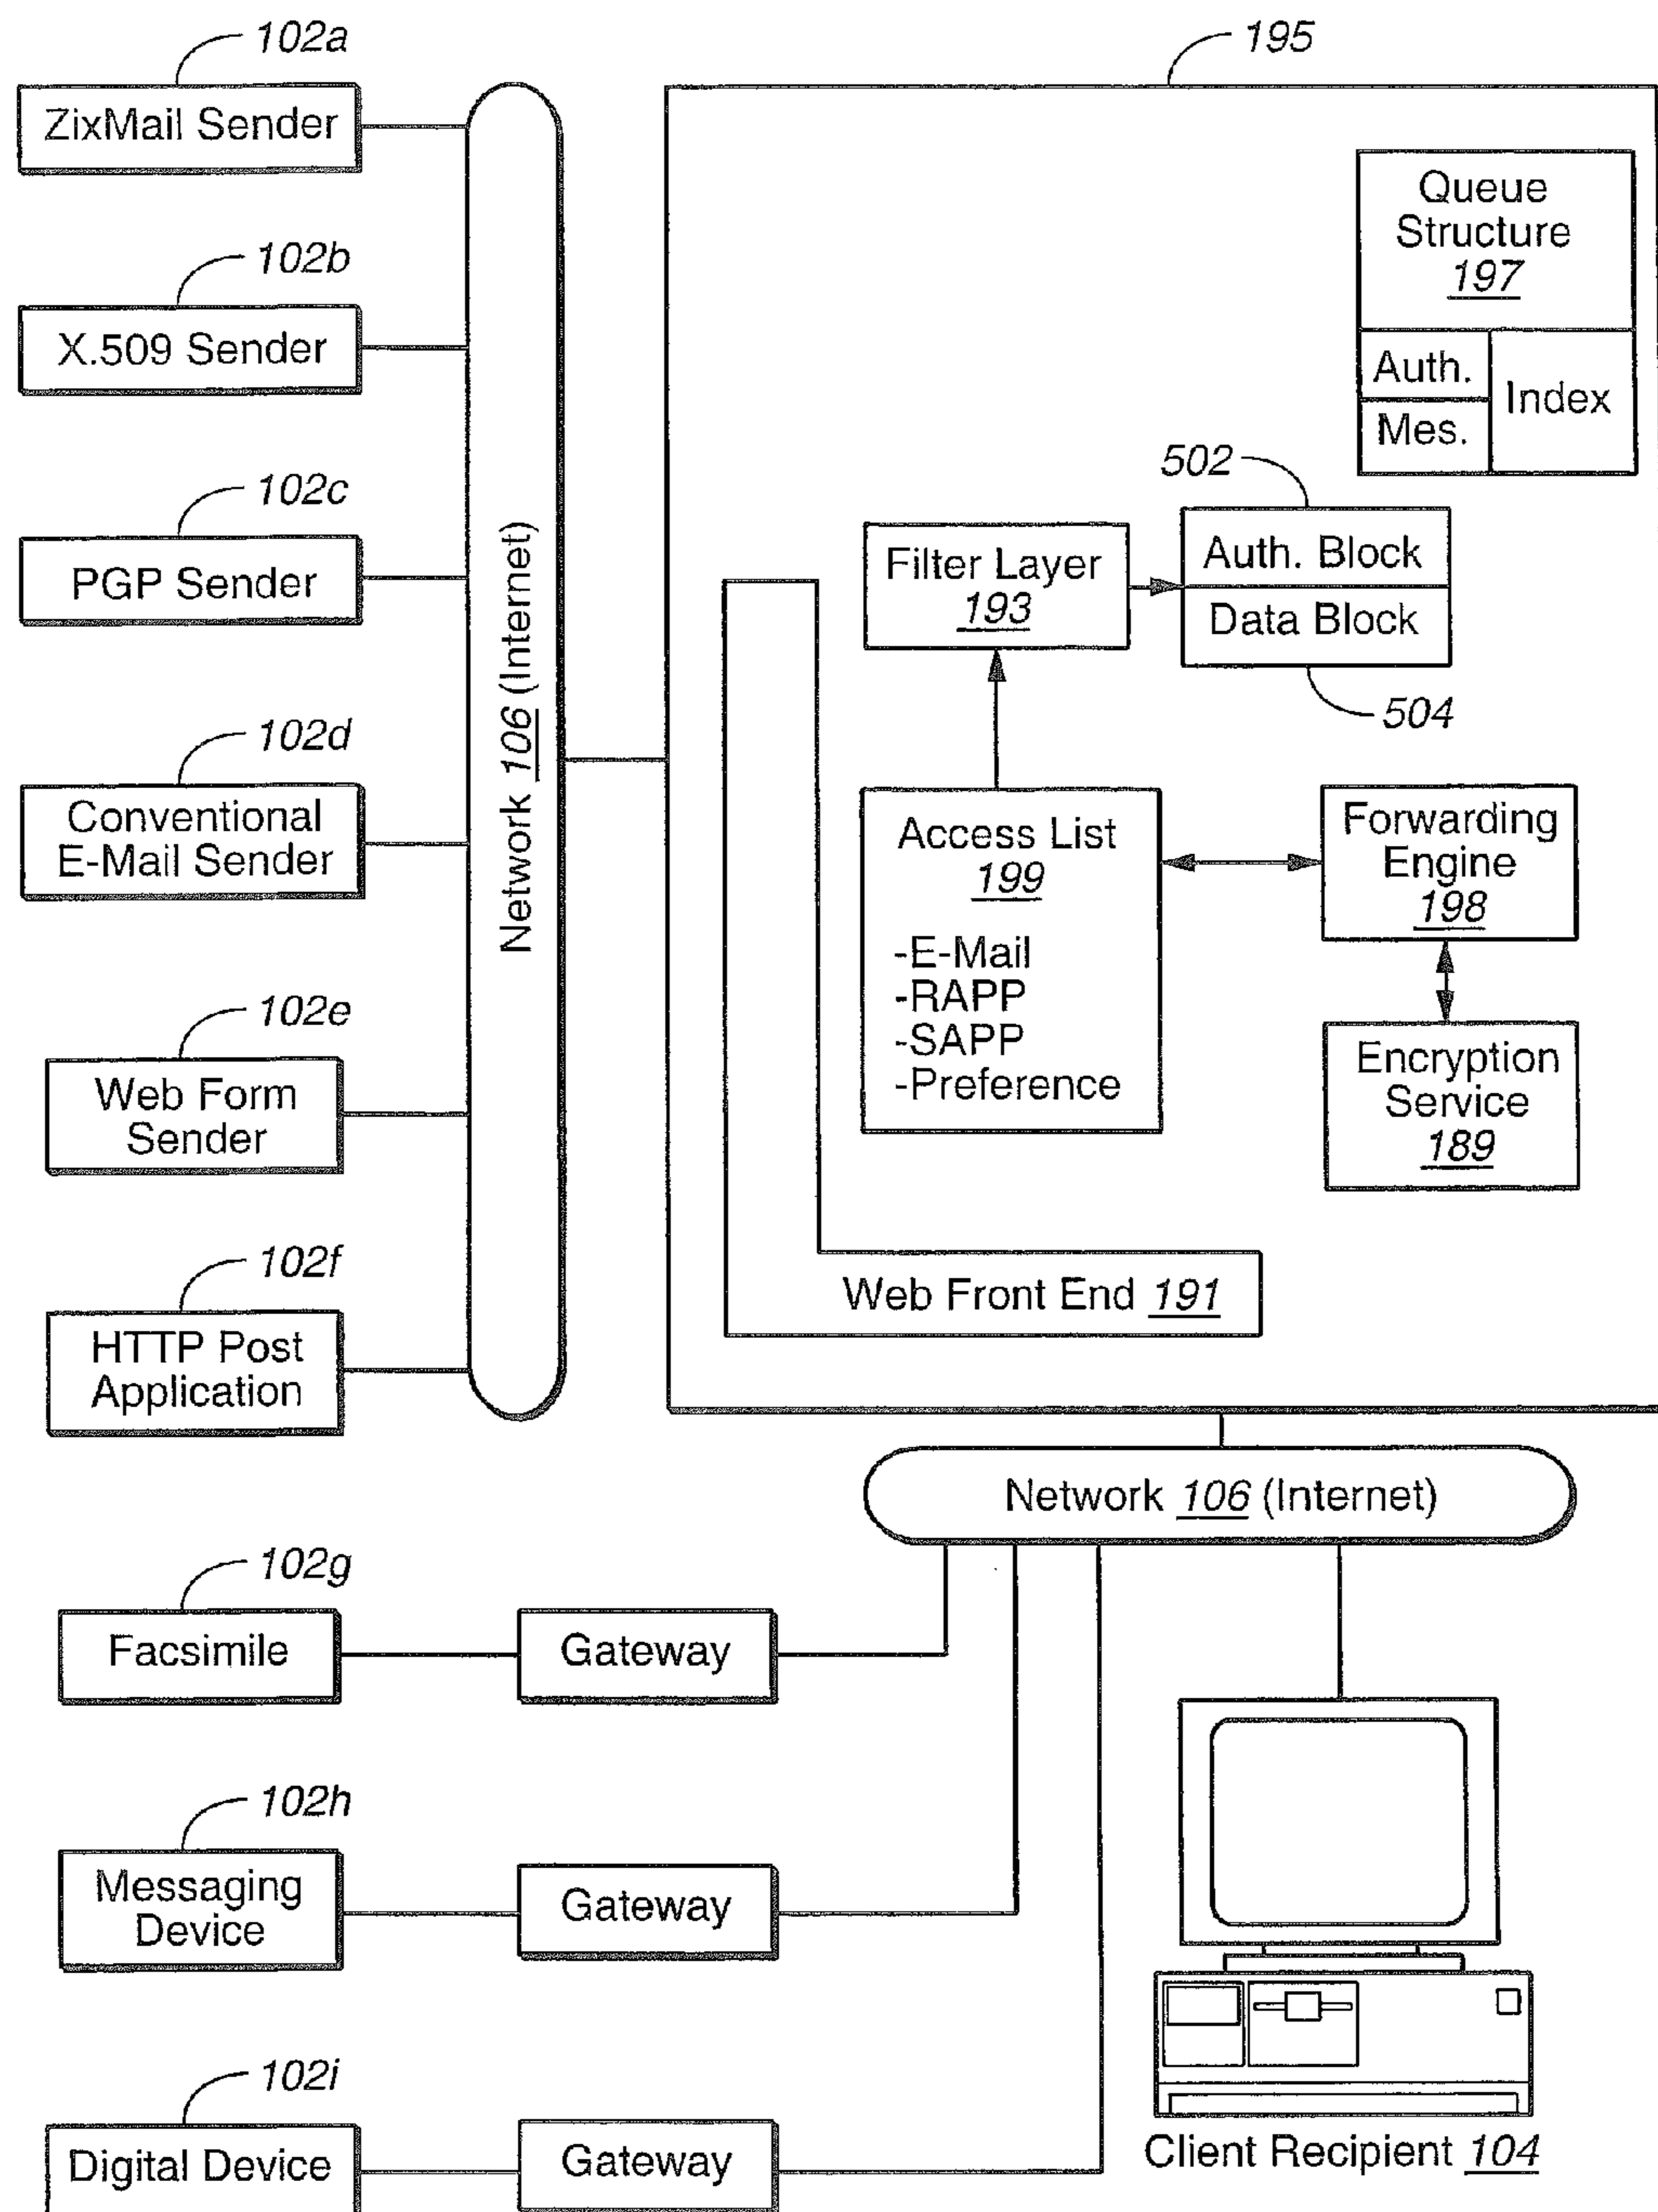 102a
ZixMail Sender
102b
X.509 Sender
102c
PGP Sender
102d
Conventional
E-Mail Sender
102e
Web Form
Sender
102f
HTTP Post
Application
Network 106 (Internet)
195
Queue
Structure
197
Auth.
Mes.
Index
502
Filter Layer
193
Auth. Block
Data Block
504
Access List
199
-E-Mail
-RAPP
-SAPP
-Preference
Forwarding
Engine
198
Encryption
Service
189
Web Front End 191
Network 106 (Internet)
102g
Facsimile
Gateway
102h
Messaging
Device
Gateway
102i
Digital Device
Gateway
Client Recipient 104